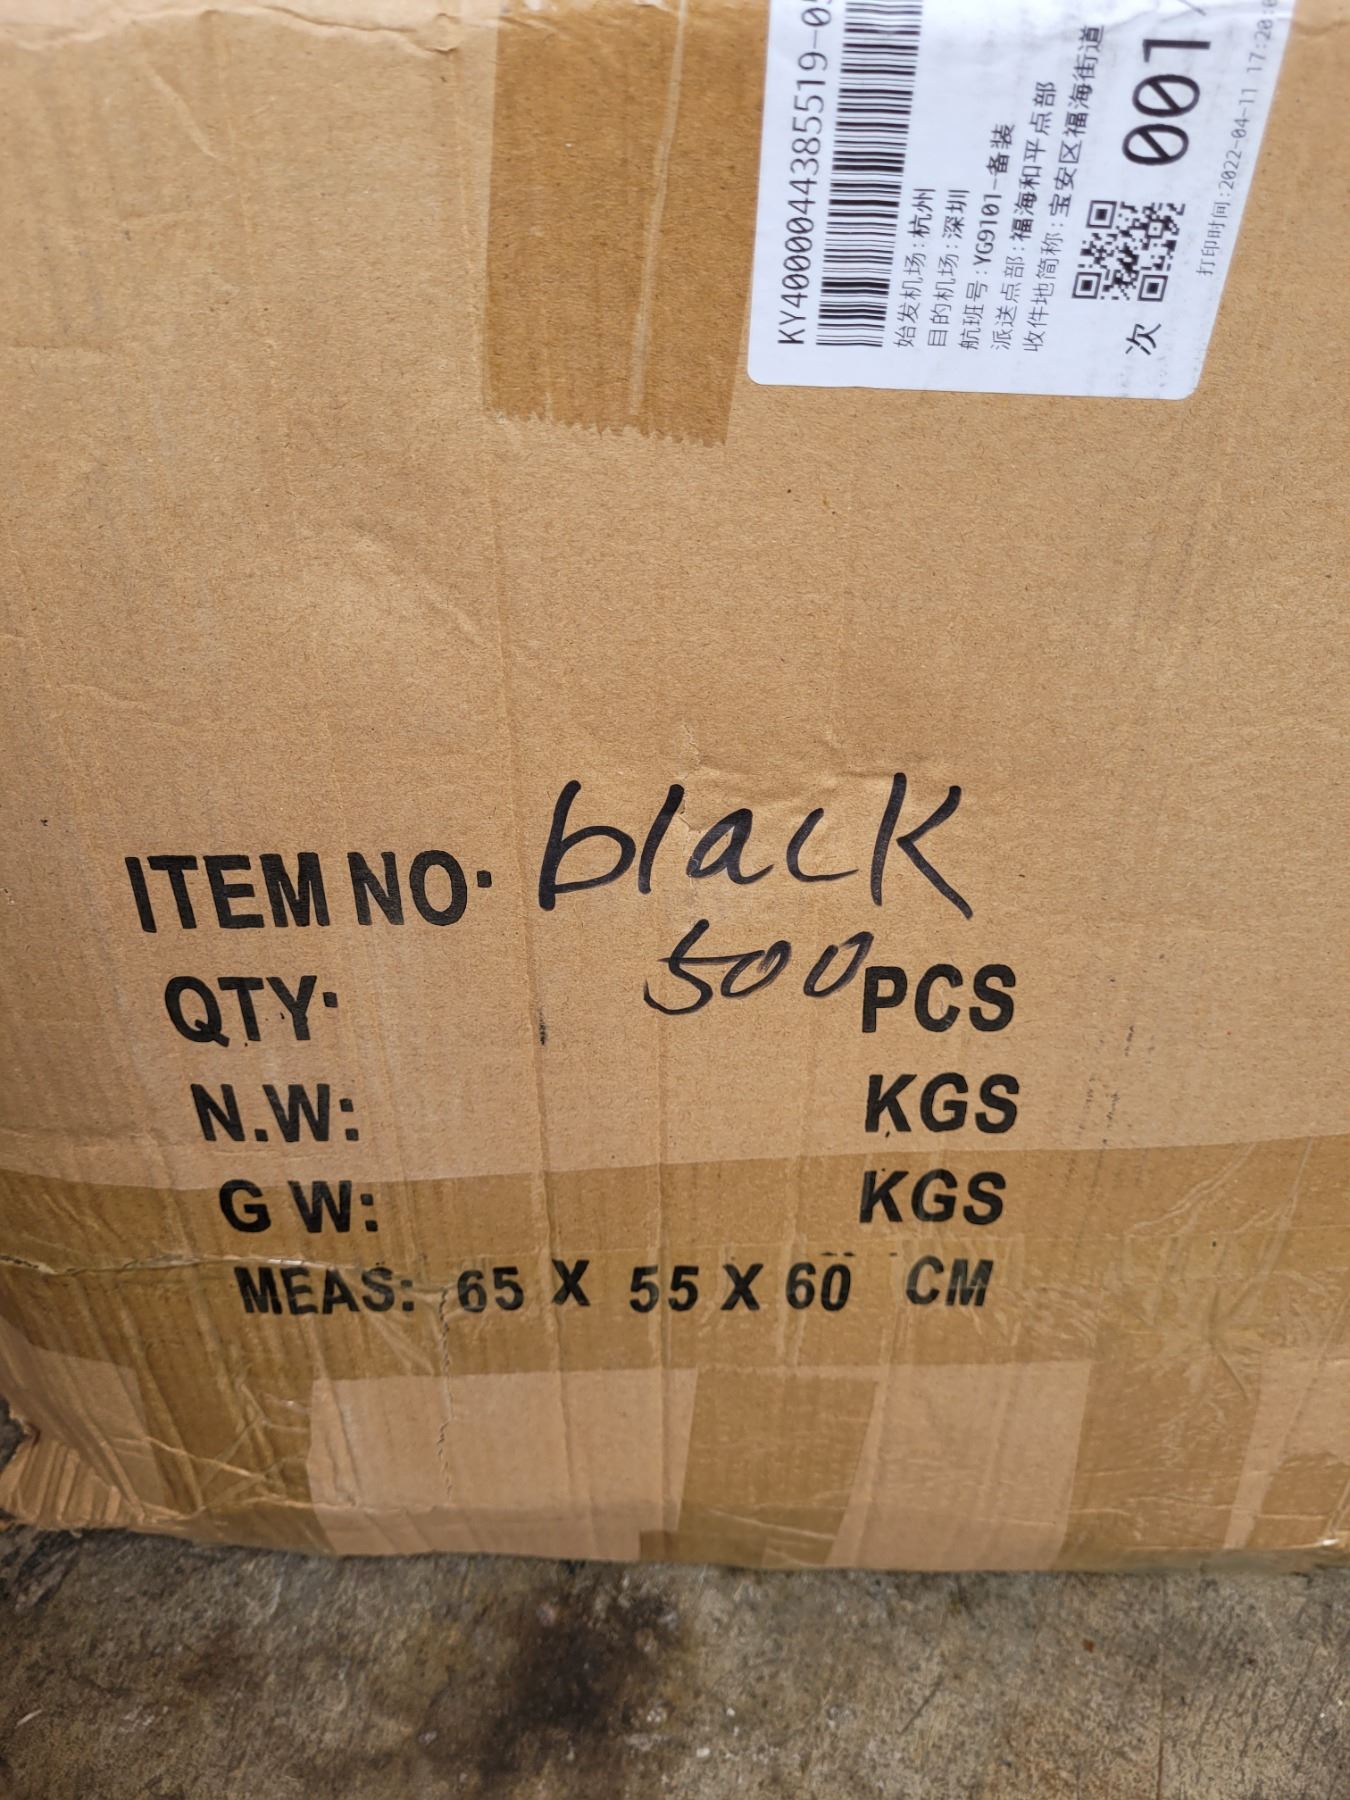 KY4000044385519-05
始发机场:杭州
目的机场:深圳
航班号:YG9101-备装
派送点部:福海和平点部
收件地简称:宝安区福海街道
次 001 /
打印时间:2022-04-11 17:20:0
ITEM NO. black
QTY. 500 PCS
N.W: KGS
G W: KGS
MEAS: 65 X 55 X 60 CM